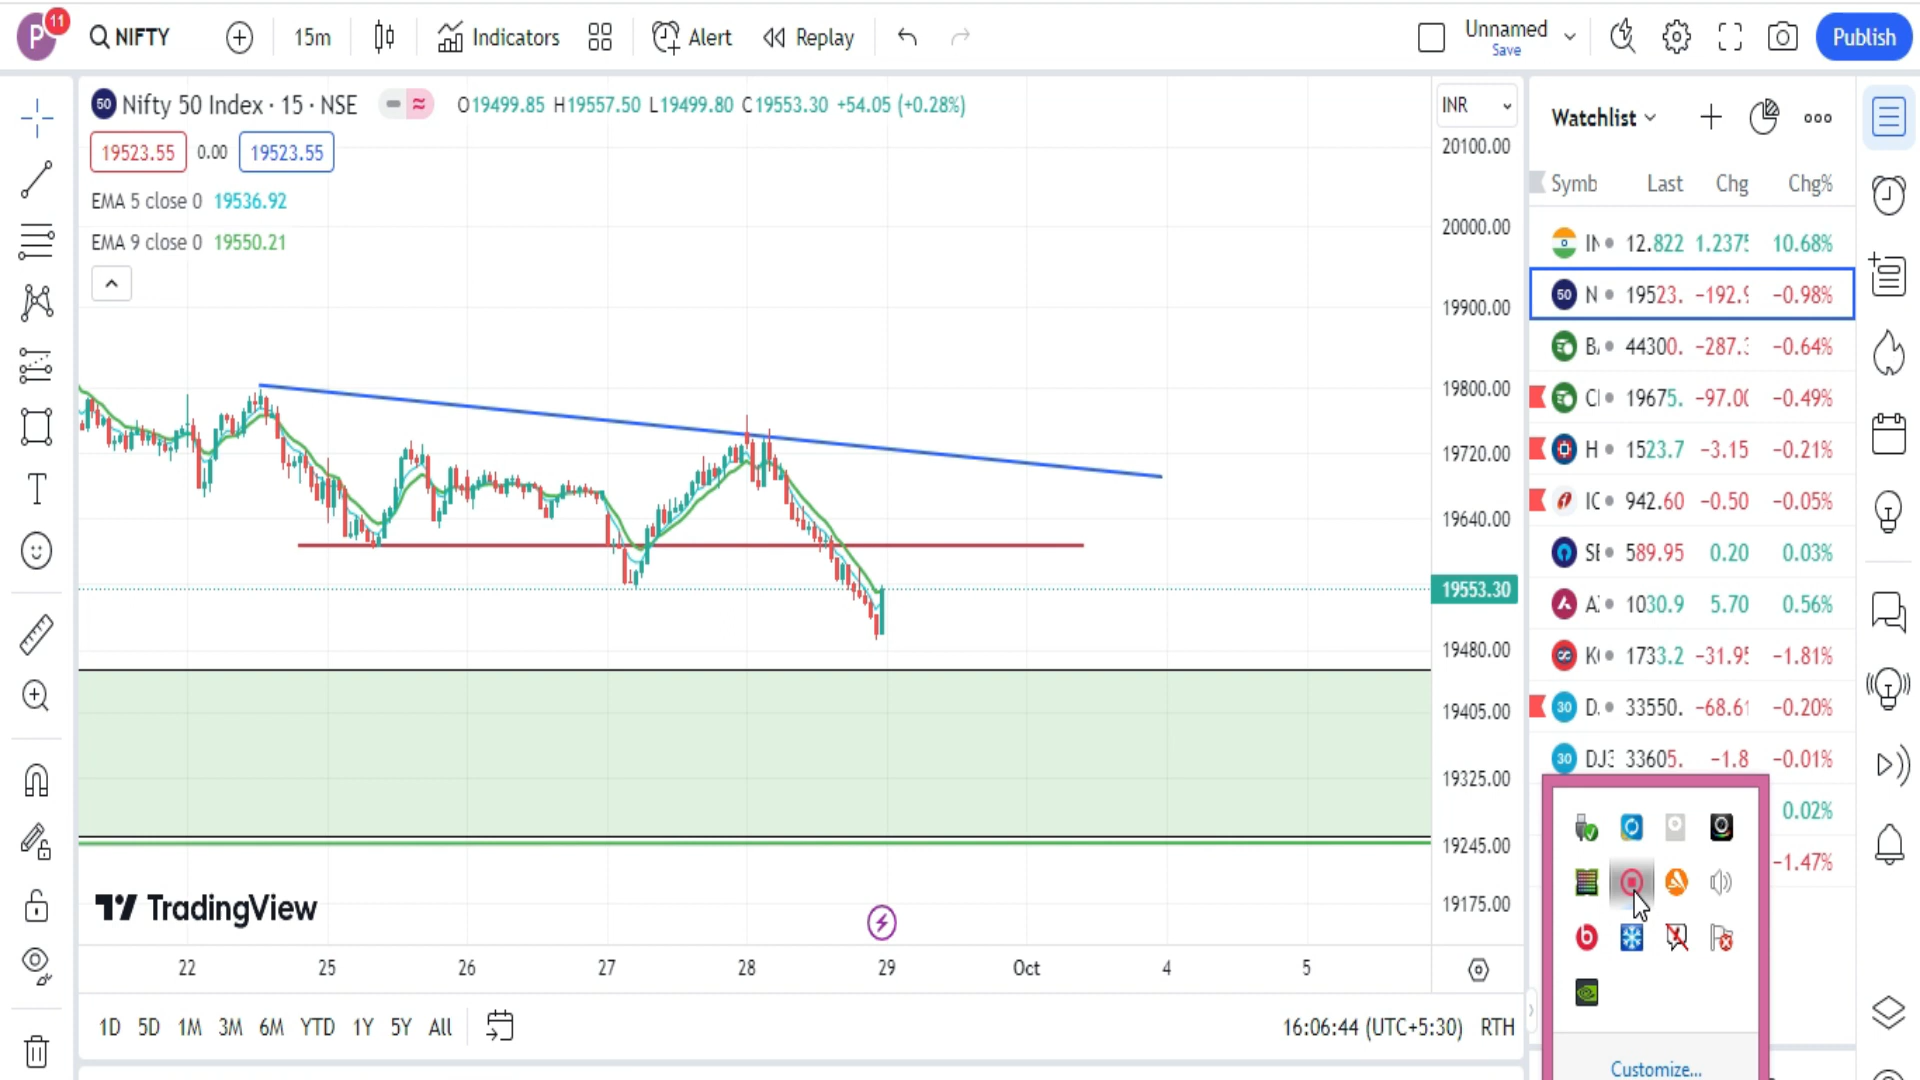 P 11 NIFTY 15m Indicators Alert Replay Unnamed Save Publish
50 Nifty 50 Index · 15 · NSE O19499.85 H19557.50 L19499.80 C19553.30 +54.05 (+0.28%)
19523.55 0.00 19523.55
EMA 5 close 0 19536.92
EMA 9 close 0 19550.21
INR
20100.00
20000.00
19900.00
19800.00
19720.00
19640.00
19553.30
19480.00
19405.00
19325.00
19245.00
19175.00
TradingView
22 25 26 27 28 29 Oct 4 5
1D 5D 1M 3M 6M YTD 1Y 5Y All 16:06:44 (UTC+5:30) RTH
Watchlist
Symb Last Chg Chg%
12.822 10.68%
50 N 19523. -0.98%
44300. -0.64%
19675. -0.49%
H 1523.7 -3.15 -0.21%
942.60 -0.50 -0.05%
589.95 0.20 0.03%
1030.9 5.70 0.56%
1733.2 -1.81%
30 D. 33550. -0.20%
30 33605. -1.8 -0.01%
0.02%
-1.47%
Customize...